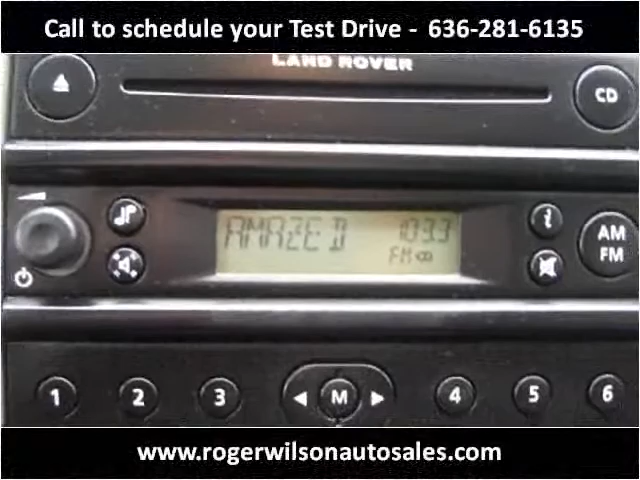 Call to schedule your Test Drive - 636-281-6135
LAND ROVER
CD
AMAZED 103.3
FM
i
AM
FM
1 2 3 M 4 5 6
www.rogerwilsonautosales.com